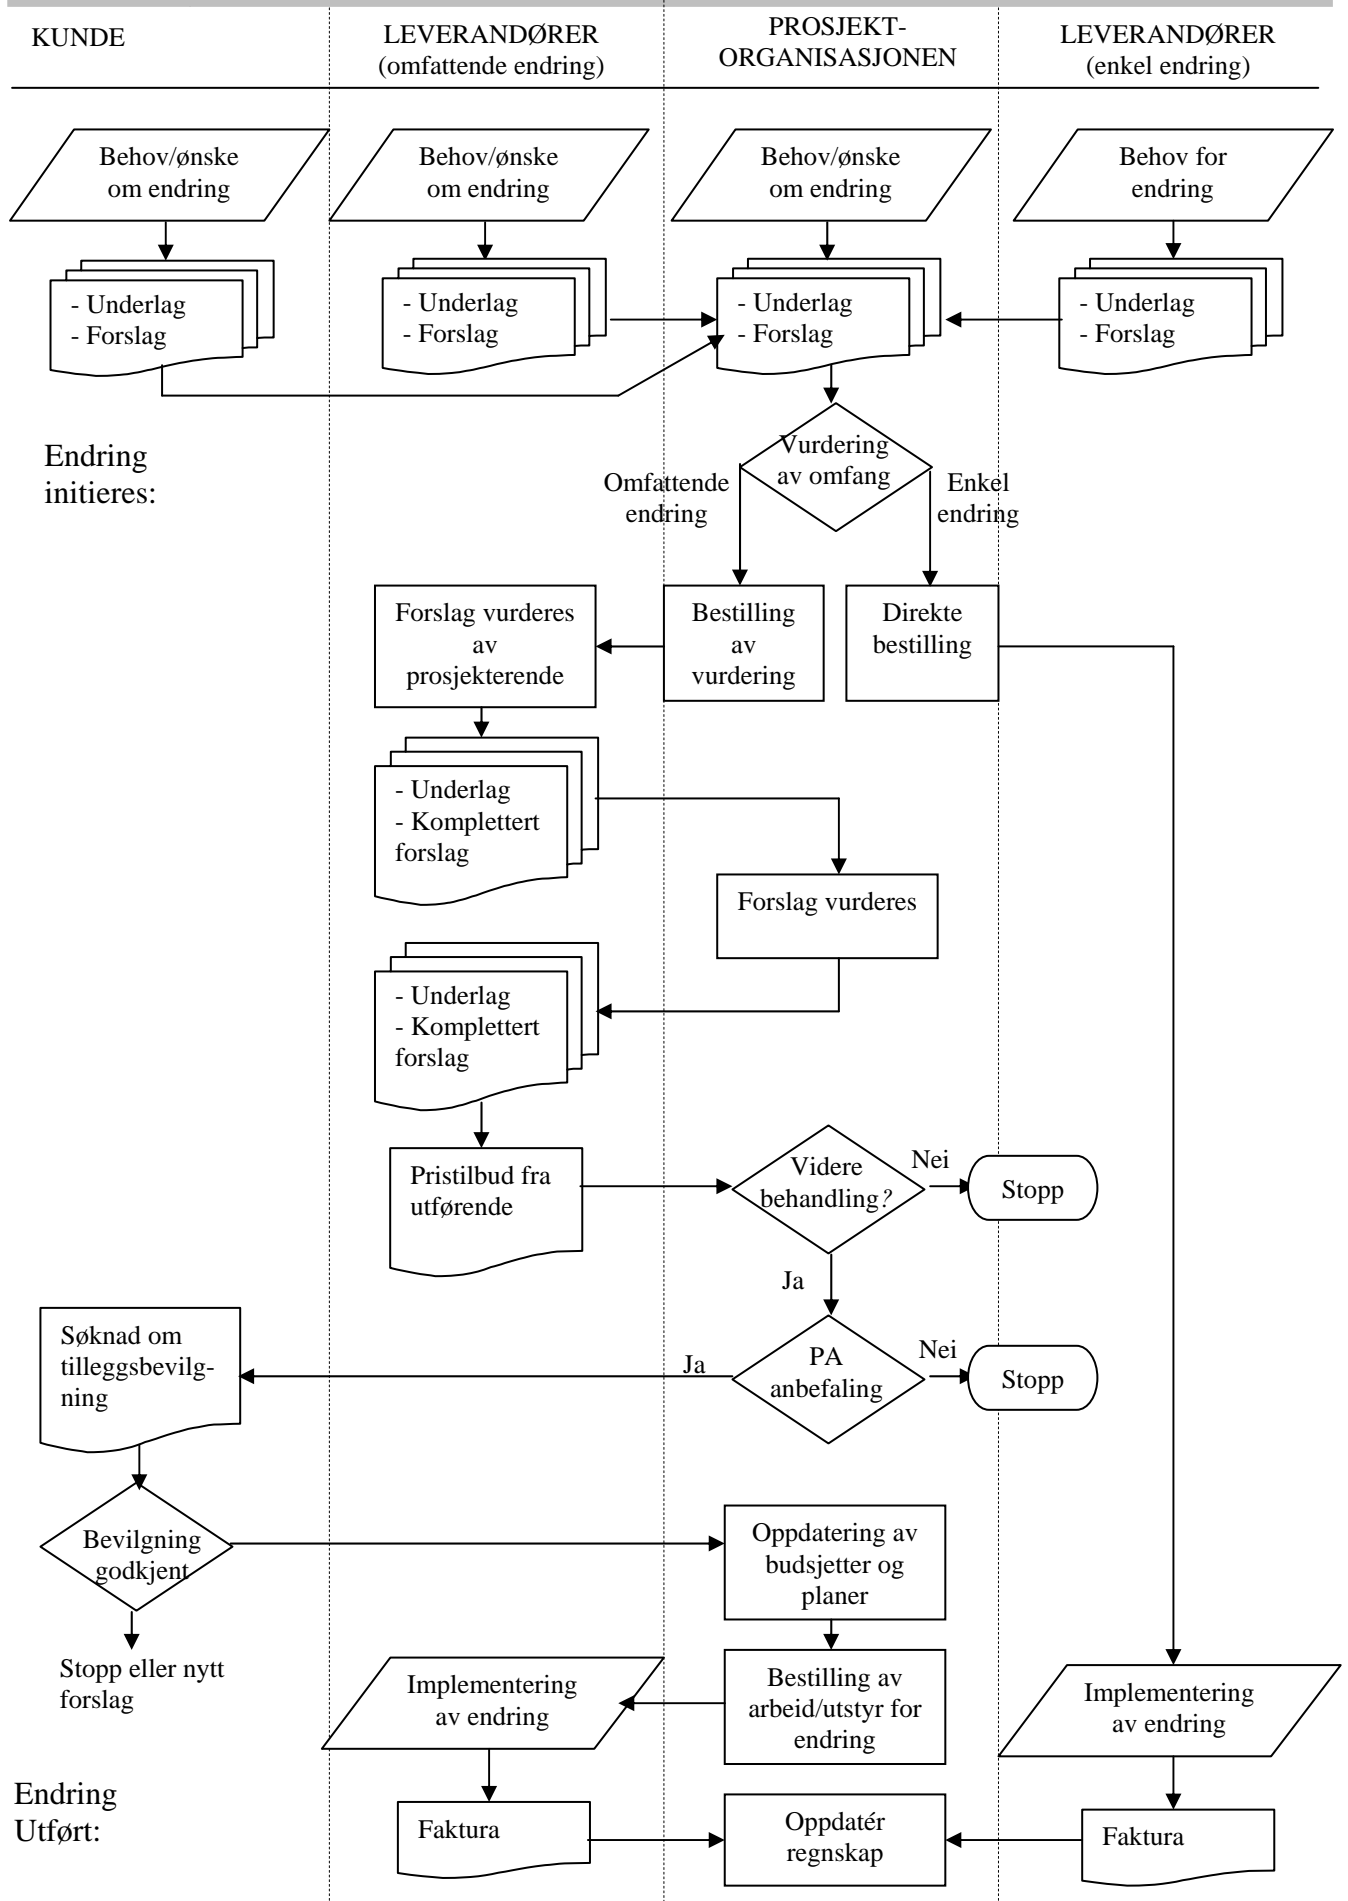 KUNDE
LEVERANDØRER
(omfattende endring)
PROSJEKT-
ORGANISASJONEN
LEVERANDØRER
(enkel endring)
Behov/ønske
om endring
Behov/ønske
om endring
Behov/ønske
om endring
Behov for
endring
- Underlag
- Forslag
- Underlag
- Forslag
- Underlag
- Forslag
- Underlag
- Forslag
Endring
initieres:
Vurdering
av omfang
Omfattende
endring
Enkel
endring
Forslag vurderes
av
prosjekterende
Bestilling
av
vurdering
Direkte
bestilling
- Underlag
- Komplettert
forslag
Forslag vurderes
- Underlag
- Komplettert
forslag
Pristilbud fra
utførende
Videre
behandling?
Nei
Stopp
Ja
Søknad om
tilleggsbevilg-
ning
Ja
PA
anbefaling
Nei
Stopp
Bevilgning
godkjent
Oppdatering av
budsjetter og
planer
Stopp eller nytt
forslag
Implementering
av endring
Bestilling av
arbeid/utstyr for
endring
Implementering
av endring
Endring
Utført:
Faktura
Oppdatér
regnskap
Faktura